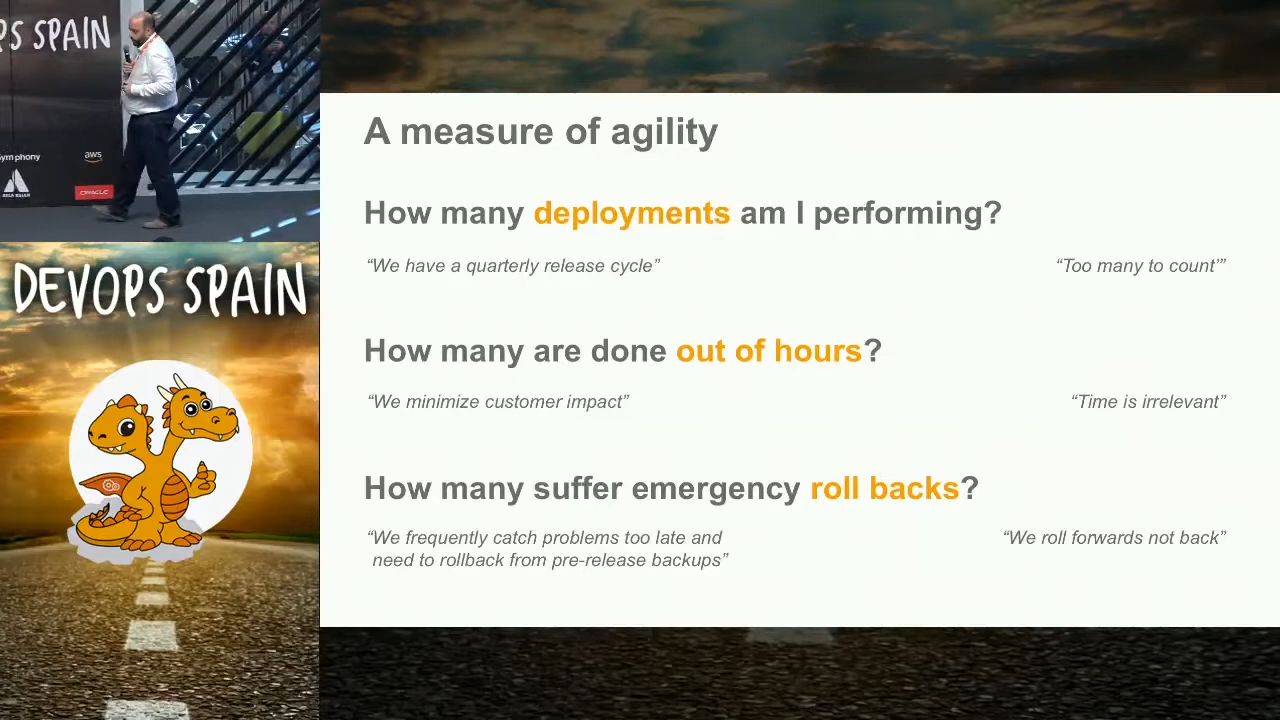 PS SPAIN
symphony
aws
ORACLE
DEVOPS SPAIN
A measure of agility
How many deployments am I performing?
“We have a quarterly release cycle”
“Too many to count’”
How many are done out of hours?
“We minimize customer impact”
“Time is irrelevant”
How many suffer emergency roll backs?
“We frequently catch problems too late and
need to rollback from pre-release backups”
“We roll forwards not back”